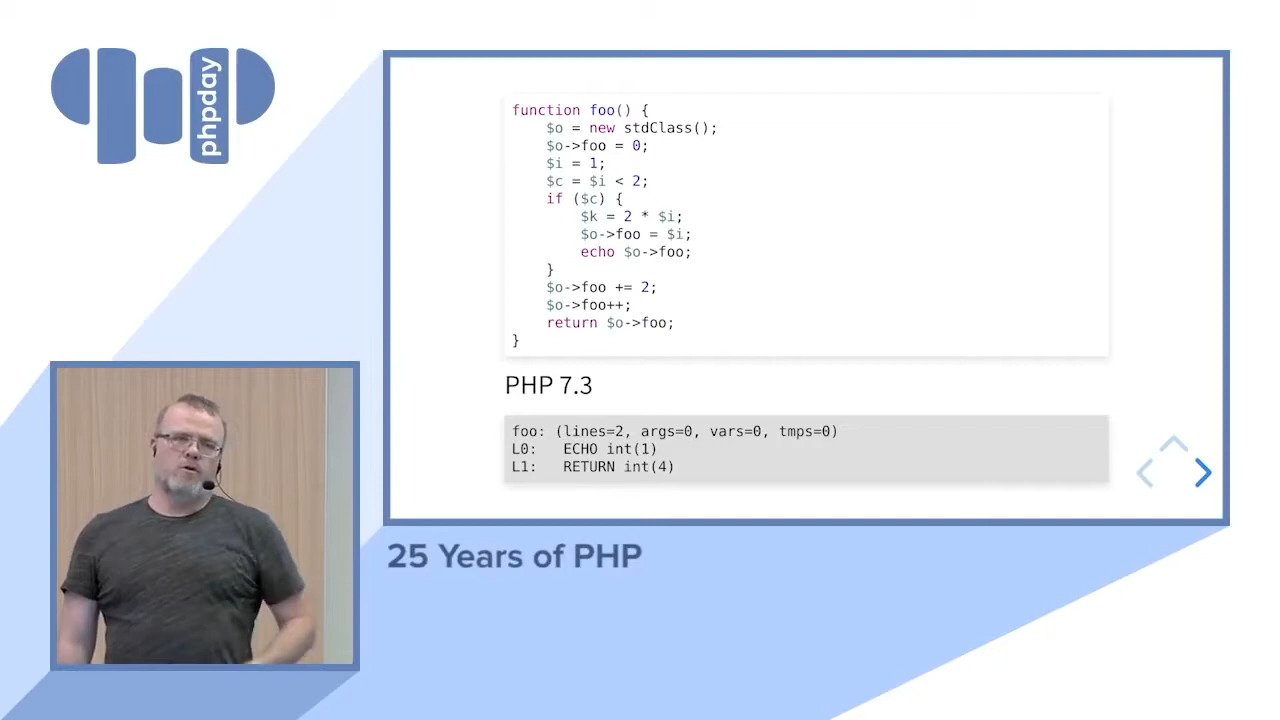 phpday
function foo() {
    $o = new stdClass();
    $o->foo = 0;
    $i = 1;
    $c = $i < 2;
    if ($c) {
        $k = 2 * $i;
        $o->foo = $i;
        echo $o->foo;
    }
    $o->foo += 2;
    $o->foo++;
    return $o->foo;
}
PHP 7.3
foo: (lines=2, args=0, vars=0, tmps=0)
L0:   ECHO int(1)
L1:   RETURN int(4)
25 Years of PHP